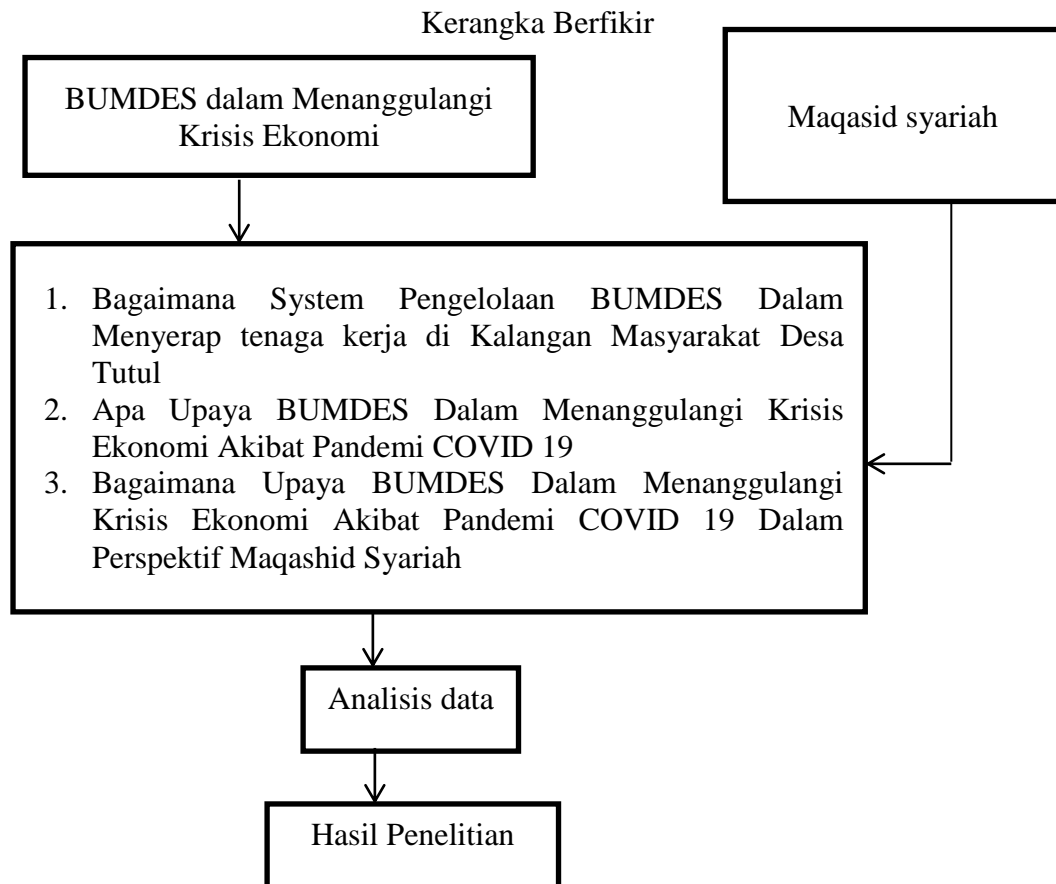 Kerangka Berfikir
BUMDES dalam Menanggulangi
Krisis Ekonomi
Maqasid syariah
1. Bagaimana System Pengelolaan BUMDES Dalam
Menyerap tenaga kerja di Kalangan Masyarakat Desa
Tutul
2. Apa Upaya BUMDES Dalam Menanggulangi Krisis
Ekonomi Akibat Pandemi COVID 19
3. Bagaimana Upaya BUMDES Dalam Menanggulangi
Krisis Ekonomi Akibat Pandemi COVID 19 Dalam
Perspektif Maqashid Syariah
Analisis data
Hasil Penelitian